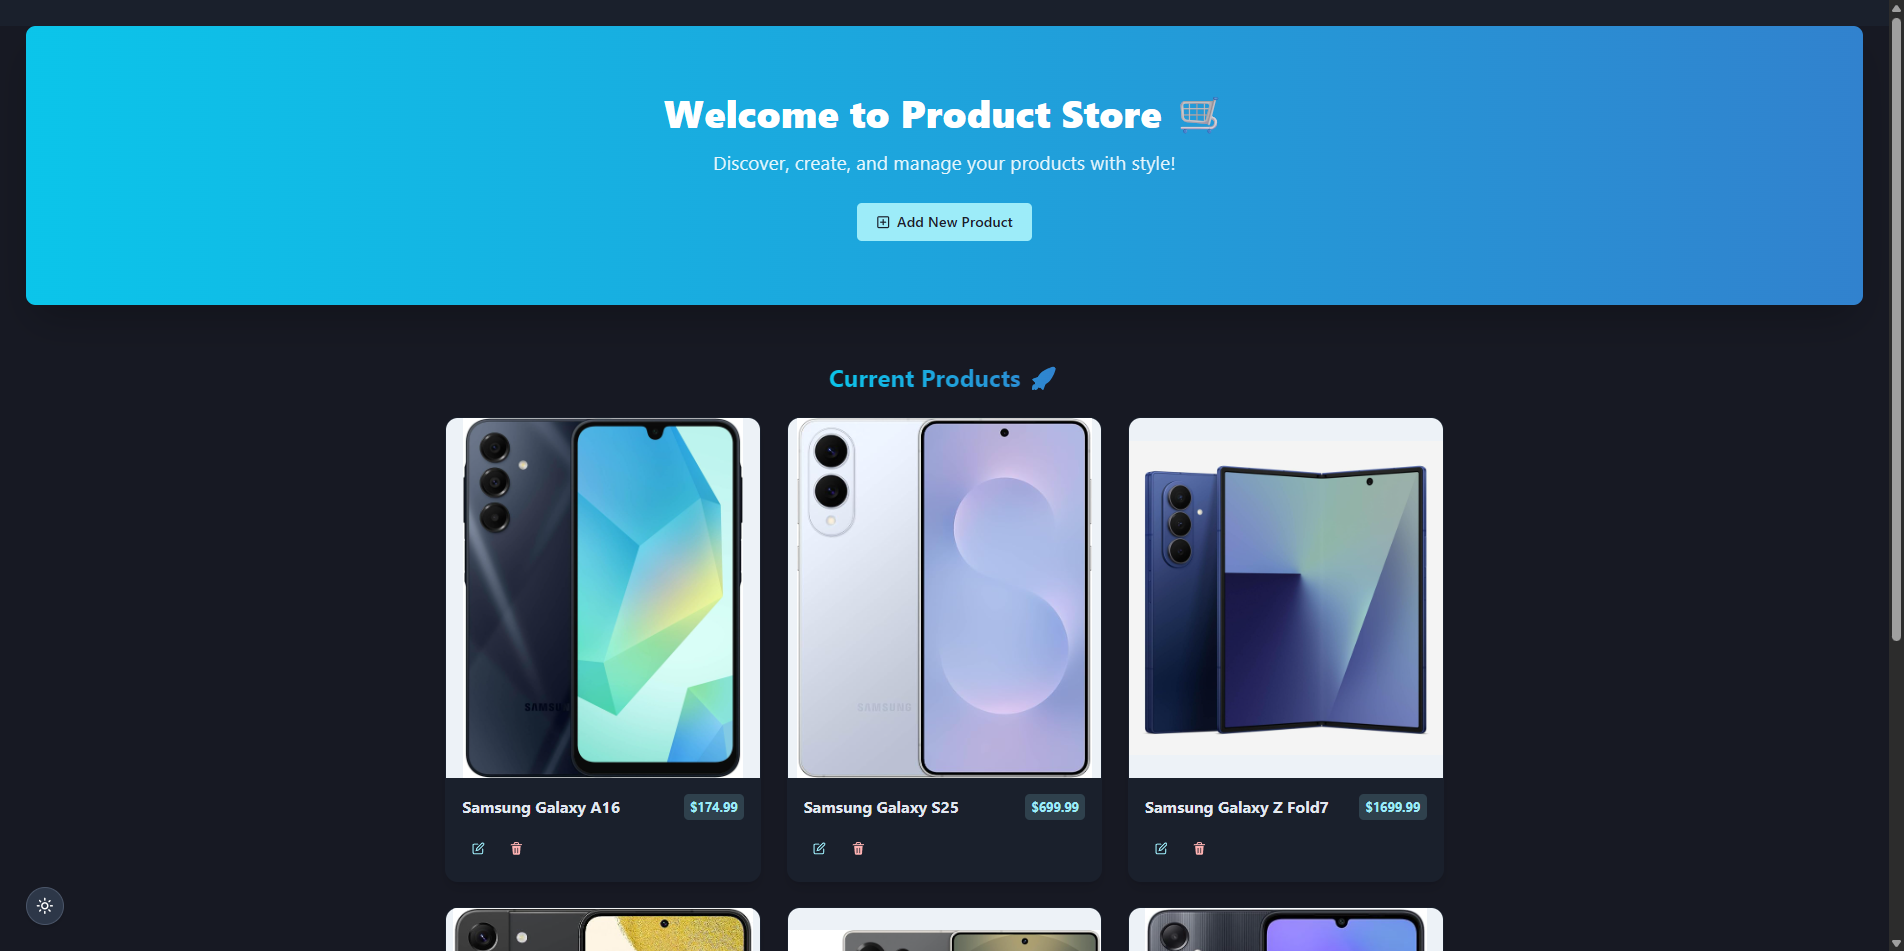 Welcome to Product Store
Discover, create, and manage your products with style!
Add New Product
Current Products
SAMSUNG
Samsung Galaxy A16
$174.99
Samsung Galaxy S25
$699.99
Samsung Galaxy Z Fold7
$1699.99